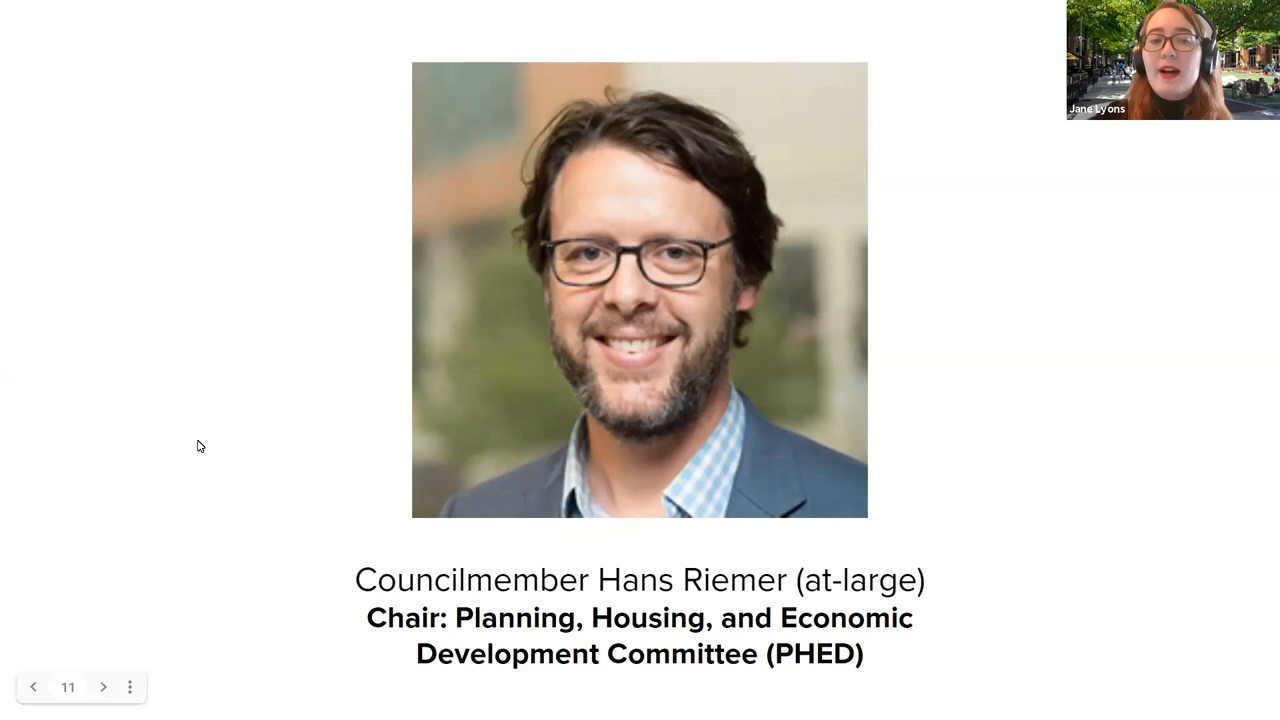 Jane Lyons
Councilmember Hans Riemer (at-large)
Chair: Planning, Housing, and Economic
Development Committee (PHED)
11